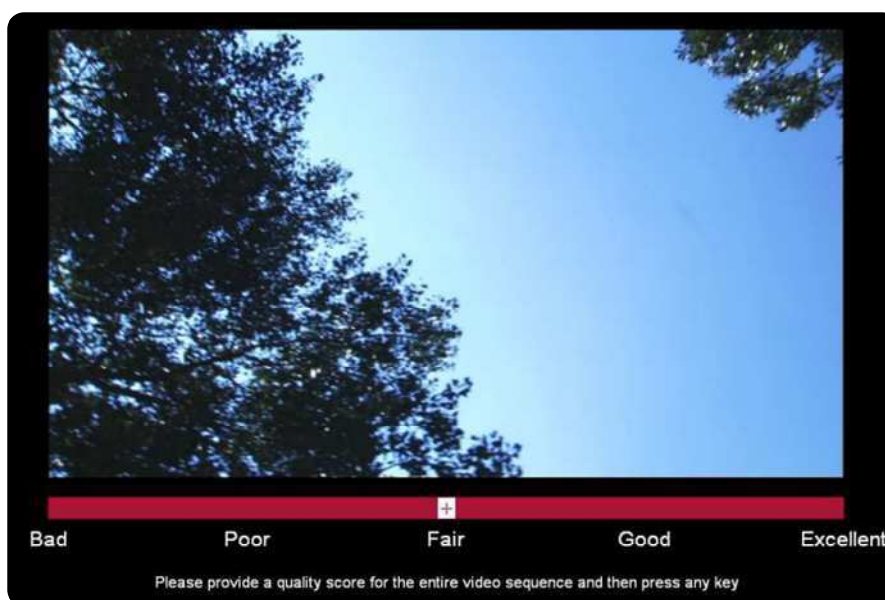 Bad Poor Fair Good Excellent
Please provide a quality score for the entire video sequence and then press any key